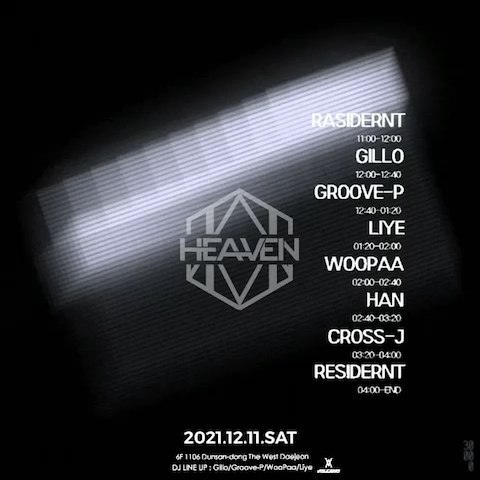 RASIDERNT
11:00-12:00
GILLO
12:00-12:40
GROOVE-P
12:40-01:20
LIYE
01:20-02:00
HEAVEN
WOOPAA
02:00-02:40
HAN
02:40-03:20
CROSS-J
03:20-04:00
RESIDERNT
04:00-END
2021.12.11.SAT
6F 1106 Dunsan-dong The West Daejeon
DJ LINE UP : Gillo/Groove-P/WooPaa/Liye